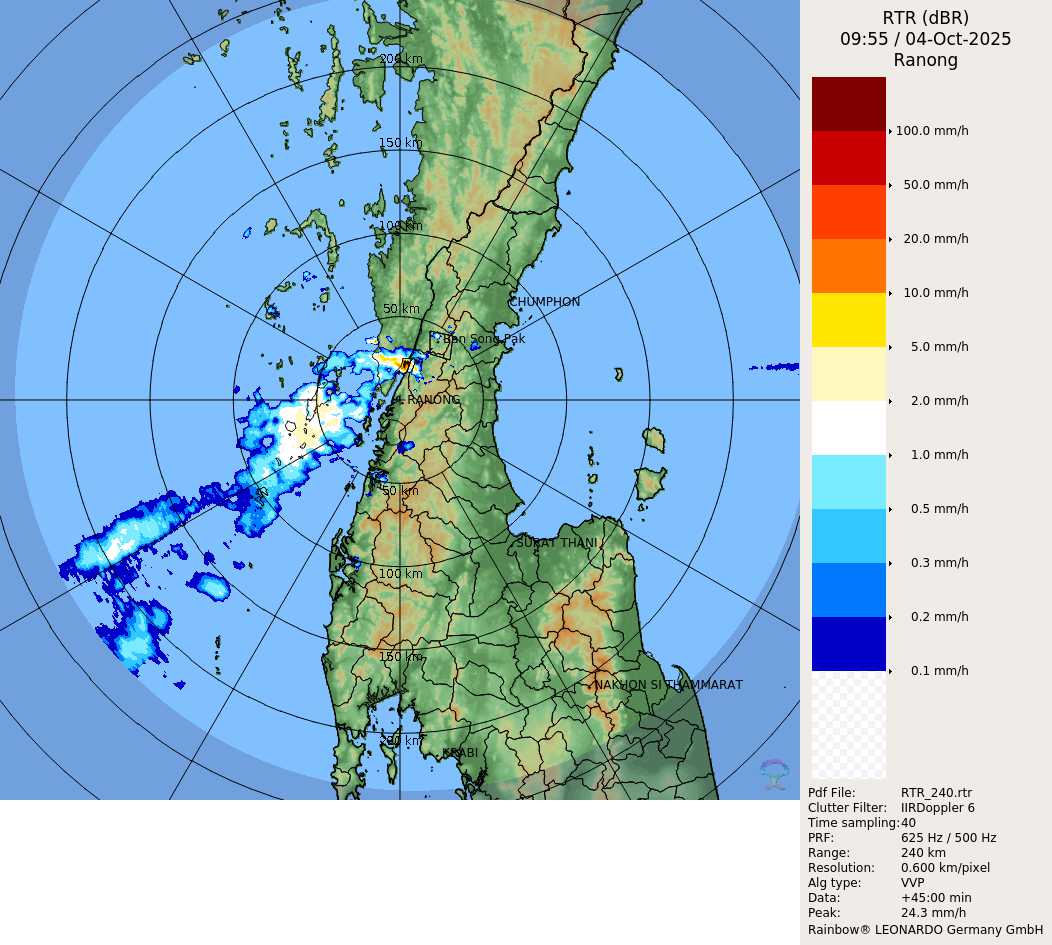 RTR (dBR)
09:55 / 04-Oct-2025
Ranong
200 km
150 km
100 km
50 km
CHUMPHON
Ban Song Pak
RANONG
50 km
SURAT THANI
100 km
150 km
NAKHON SI THAMMARAT
200 km
KRABI
100.0 mm/h
50.0 mm/h
20.0 mm/h
10.0 mm/h
5.0 mm/h
2.0 mm/h
1.0 mm/h
0.5 mm/h
0.3 mm/h
0.2 mm/h
0.1 mm/h
Pdf File: RTR_240.rtr
Clutter Filter: IIRDoppler 6
Time sampling: 40
PRF: 625 Hz / 500 Hz
Range: 240 km
Resolution: 0.600 km/pixel
Alg type: VVP
Data: +45:00 min
Peak: 24.3 mm/h
Rainbow® LEONARDO Germany GmbH